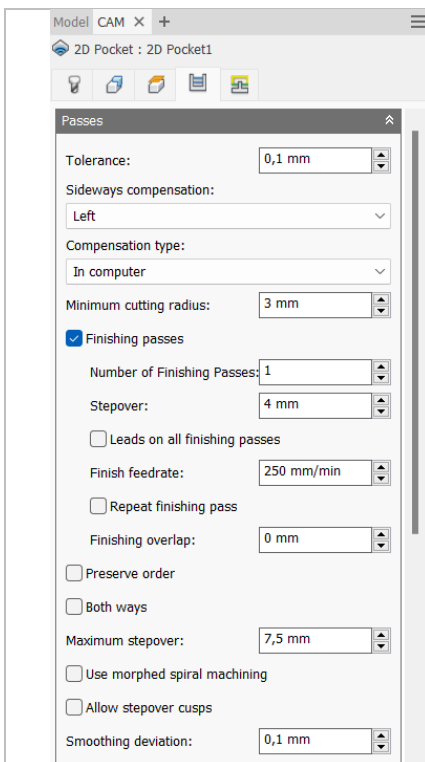 Model CAM
2D Pocket : 2D Pocket1
Passes
Tolerance: 0,1 mm
Sideways compensation:
Left
Compensation type:
In computer
Minimum cutting radius: 3 mm
Finishing passes
Number of Finishing Passes: 1
Stepover: 4 mm
Leads on all finishing passes
Finish feedrate: 250 mm/min
Repeat finishing pass
Finishing overlap: 0 mm
Preserve order
Both ways
Maximum stepover: 7,5 mm
Use morphed spiral machining
Allow stepover cusps
Smoothing deviation: 0,1 mm